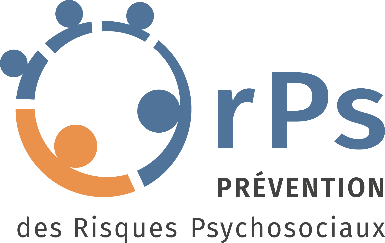 rPs
PRÉVENTION
des Risques Psychosociaux